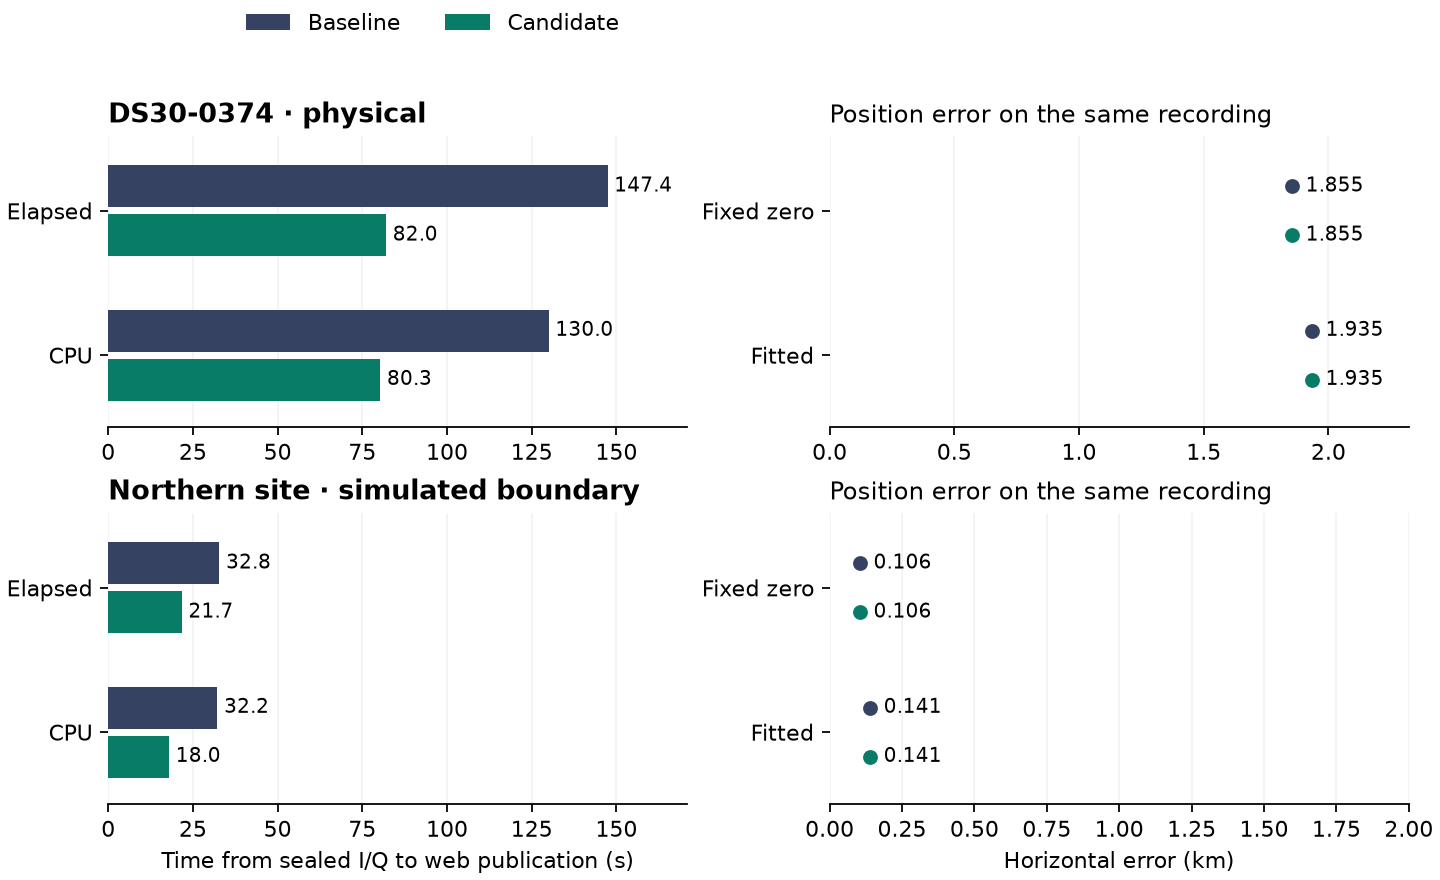 Baseline Candidate
DS30-0374 · physical
Elapsed
147.4
82.0
CPU
130.0
80.3
0 25 50 75 100 125 150
Position error on the same recording
Fixed zero
1.855
1.855
Fitted
1.935
1.935
0.0 0.5 1.0 1.5 2.0
Northern site · simulated boundary
Elapsed
32.8
21.7
CPU
32.2
18.0
0 25 50 75 100 125 150
Time from sealed I/Q to web publication (s)
Position error on the same recording
Fixed zero
0.106
0.106
Fitted
0.141
0.141
0.00 0.25 0.50 0.75 1.00 1.25 1.50 1.75 2.00
Horizontal error (km)